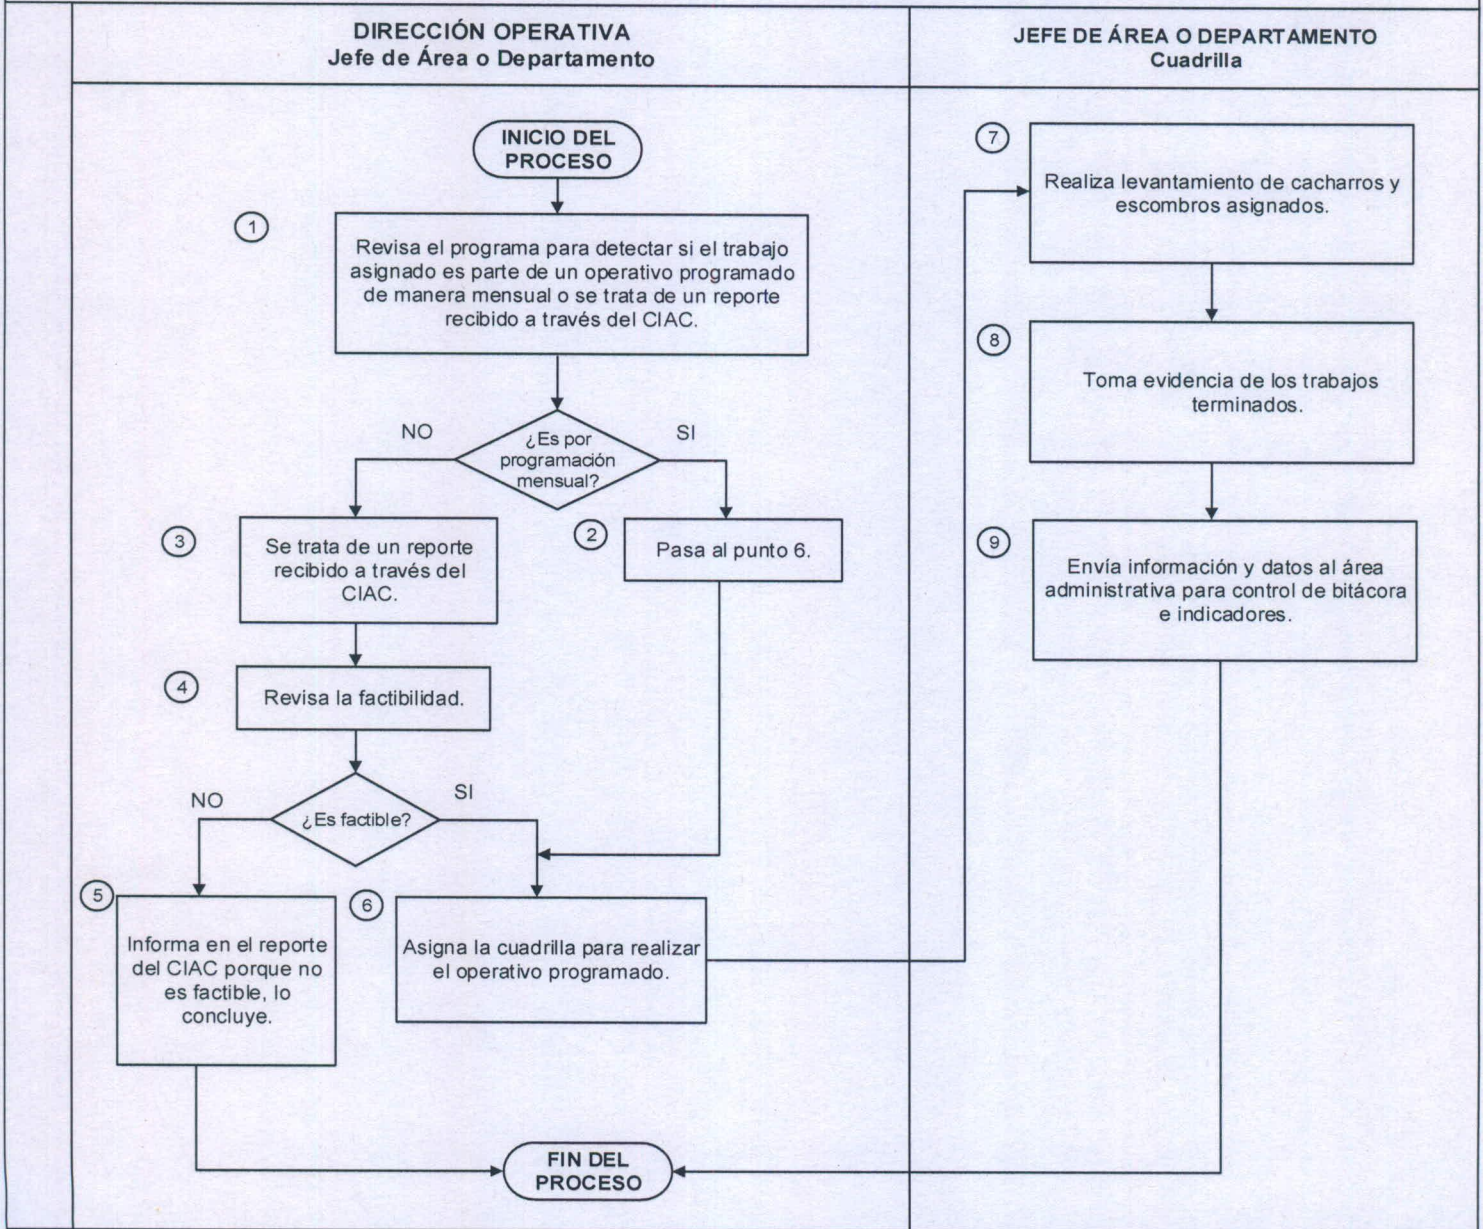 DIRECCIÓN OPERATIVA
Jefe de Área o Departamento
JEFE DE ÁREA O DEPARTAMENTO
Cuadrilla
INICIO DEL
PROCESO
1
Revisa el programa para detectar si el trabajo
asignado es parte de un operativo programado
de manera mensual o se trata de un reporte
recibido a través del CIAC.
NO
¿Es por
programación
mensual?
SI
3
Se trata de un reporte
recibido a través del
CIAC.
2
Pasa al punto 6.
4
Revisa la factibilidad.
NO
¿Es factible?
SI
5
Informa en el reporte
del CIAC porque no
es factible, lo
concluye.
6
Asigna la cuadrilla para realizar
el operativo programado.
7
Realiza levantamiento de cacharros y
escombros asignados.
8
Toma evidencia de los trabajos
terminados.
9
Envía información y datos al área
administrativa para control de bitácora
e indicadores.
FIN DEL
PROCESO